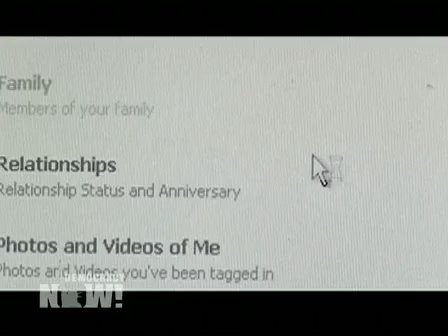 Family
Members of your family
Relationships
Relationship Status and Anniversary
Photos and Videos of Me
Photos and Videos you've been tagged in
DEMOCRACY
NOW!